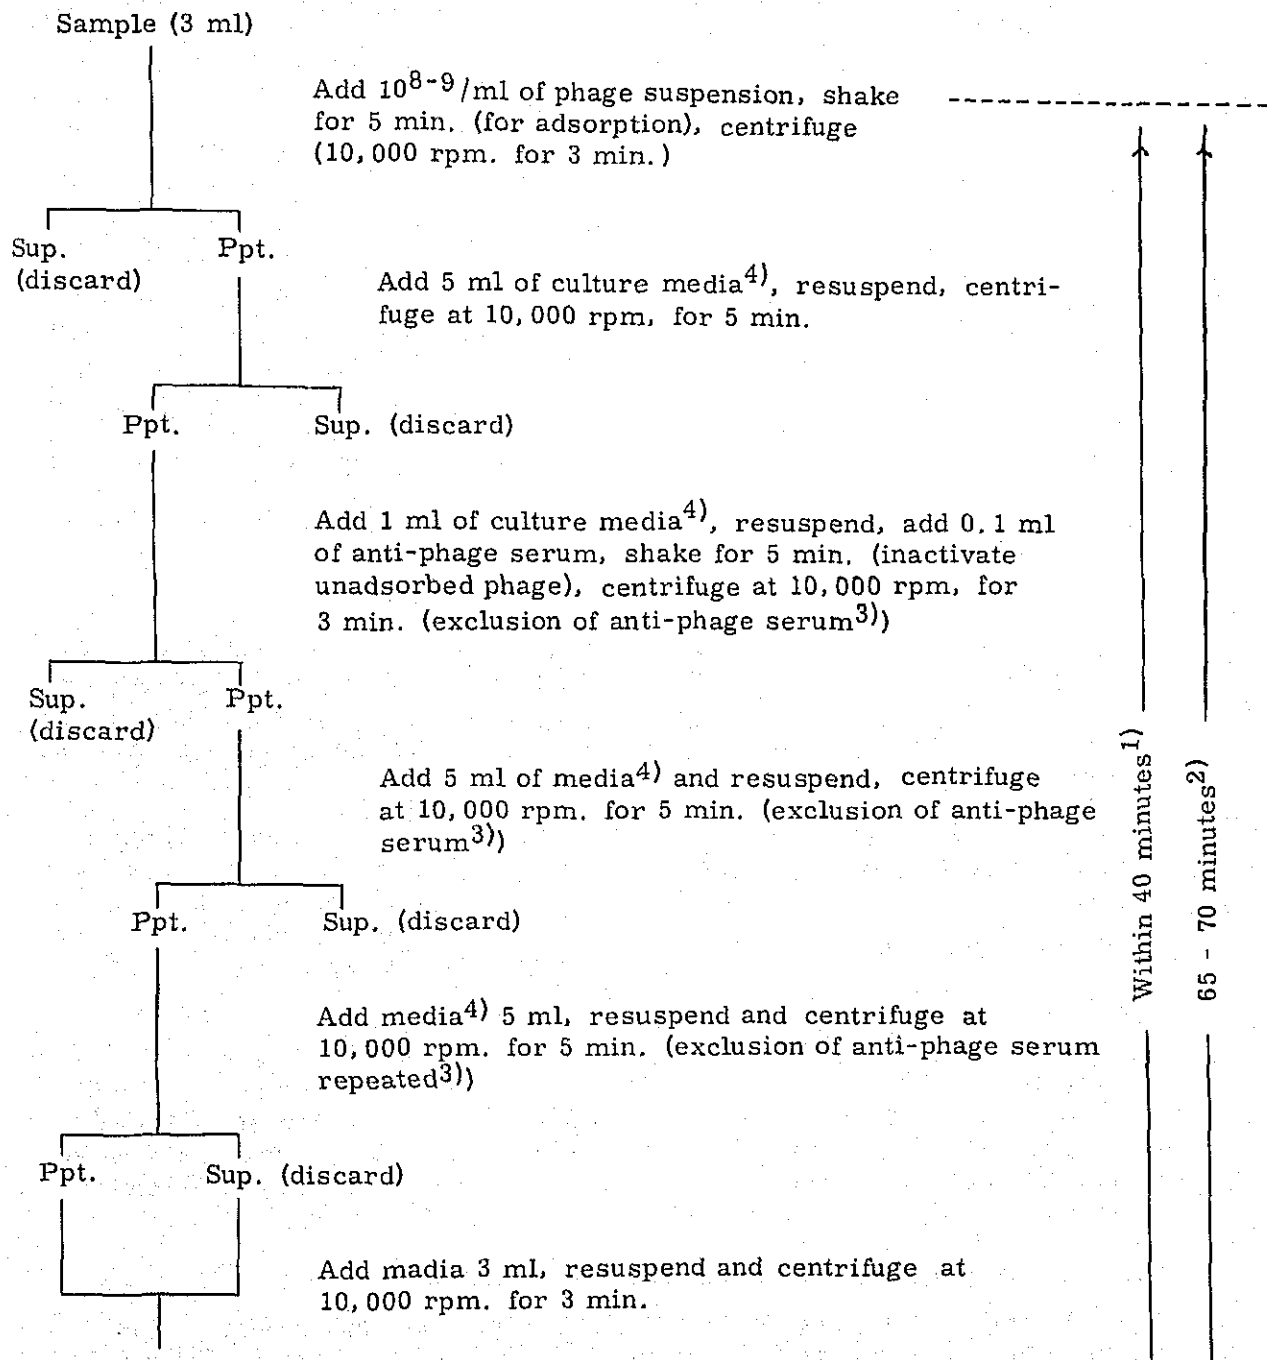 Sample (3 ml)
Add 10⁸⁻⁹/ml of phage suspension, shake
for 5 min. (for adsorption), centrifuge
(10,000 rpm. for 3 min.)
Sup.
(discard)
Ppt.
Add 5 ml of culture media⁴⁾, resuspend, centri-
fuge at 10,000 rpm, for 5 min.
Ppt.
Sup. (discard)
Add 1 ml of culture media⁴⁾, resuspend, add 0.1 ml
of anti-phage serum, shake for 5 min. (inactivate
unadsorbed phage), centrifuge at 10,000 rpm, for
3 min. (exclusion of anti-phage serum³⁾)
Sup.
(discard)
Ppt.
Add 5 ml of media⁴⁾ and resuspend, centrifuge
at 10,000 rpm. for 5 min. (exclusion of anti-phage
serum³⁾)
Ppt.
Sup. (discard)
Add media⁴⁾ 5 ml, resuspend and centrifuge at
10,000 rpm. for 5 min. (exclusion of anti-phage serum
repeated³⁾)
Ppt.
Sup. (discard)
Add madia 3 ml, resuspend and centrifuge at
10,000 rpm. for 3 min.
Within 40 minutes¹⁾
65 - 70 minutes²⁾